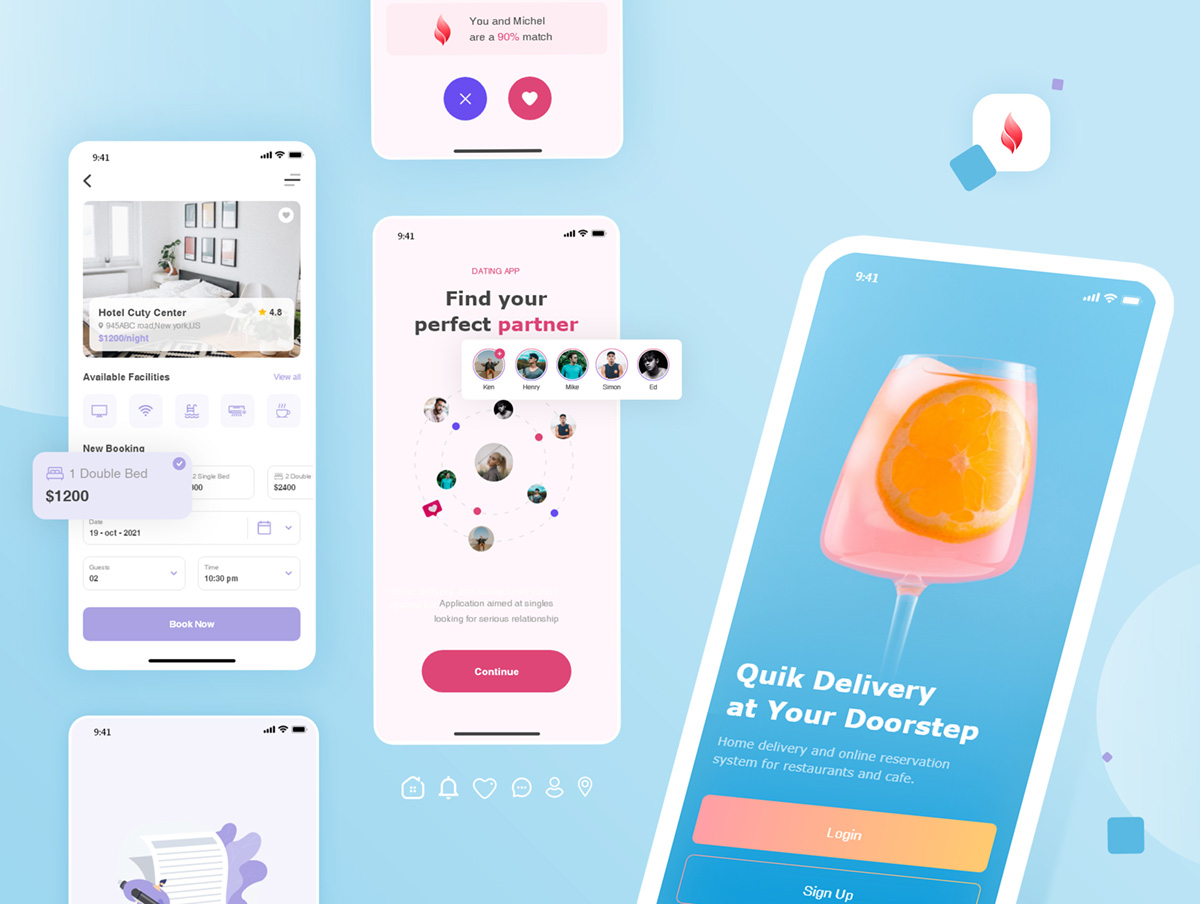 You and Michel
are a 90% match
9:41
Hotel Cuty Center
4.8
945ABC road,New york,US
$1200/night
Available Facilities
View all
New Booking
1 Double Bed
$1200
2 Single Bed
2 Double
$2400
Date
19 - oct - 2021
Guests
02
Time
10:30 pm
Book Now
9:41
9:41
DATING APP
Find your
perfect partner
Ken
Henry
Mike
Simon
Ed
Application aimed at singles
looking for serious relationship
Continue
9:41
Quik Delivery
at Your Doorstep
Home delivery and online reservation
system for restaurants and cafe.
Login
Sign Up